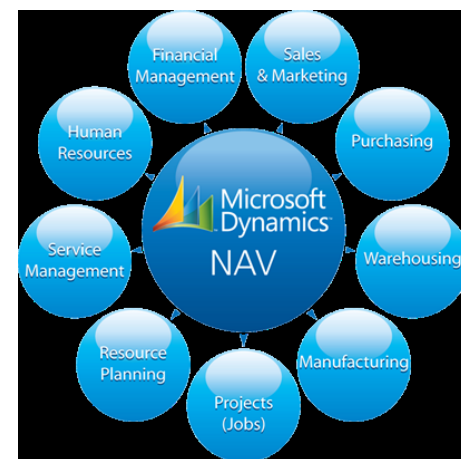 Financial
Management
Sales
& Marketing
Human
Resources
Purchasing
Microsoft
Dynamics
NAV
Service
Management
Warehousing
Resource
Planning
Manufacturing
Projects
(Jobs)